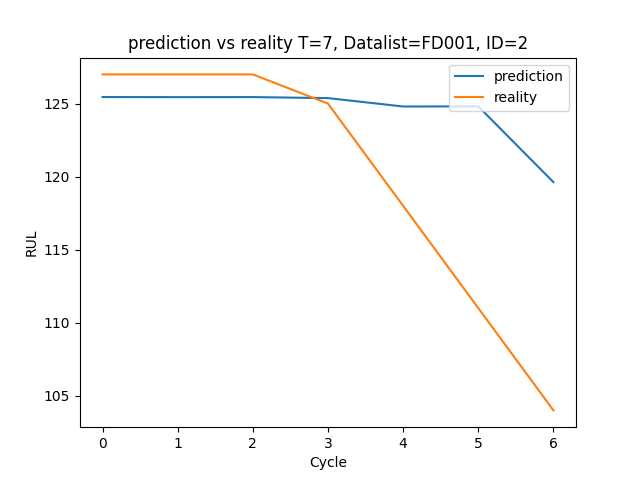 prediction vs reality T=7, Datalist=FD001, ID=2
prediction
reality
125
120
115
110
105
RUL
0 1 2 3 4 5 6
Cycle